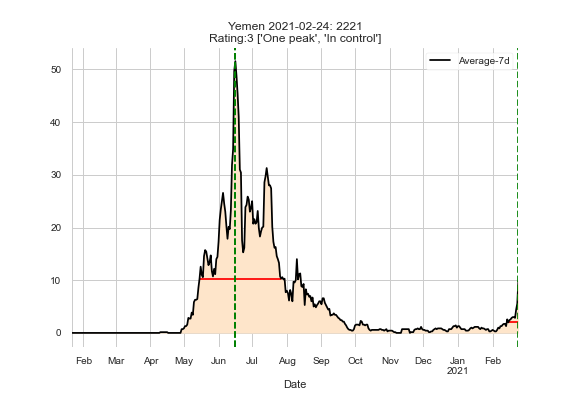 Yemen 2021-02-24: 2221
Rating:3 ['One peak', 'In control']
Average-7d
50
40
30
20
10
0
Feb Mar Apr May Jun Jul Aug Sep Oct Nov Dec Jan Feb
2021
Date